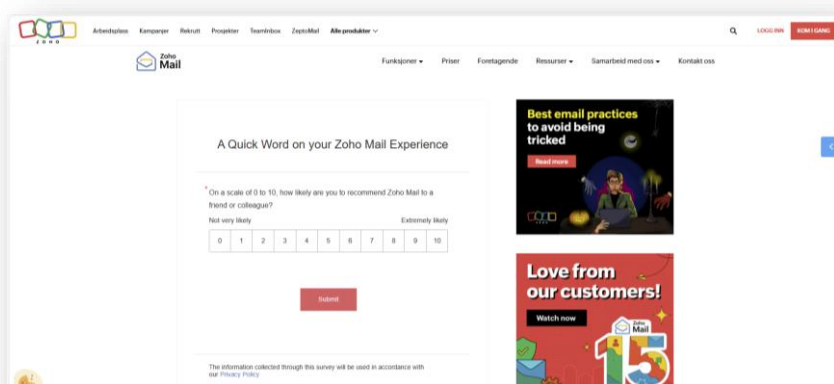 ZOHO
Arbeidsplass Kampanjer Rekrutt Prosjekter TeamInbox ZeptoMail Alle produkter
LOGG INN
KOM I GANG
Zoho
Mail
Funksjoner
Priser
Foretagende
Ressurser
Samarbeid med oss
Kontakt oss
A Quick Word on your Zoho Mail Experience
* On a scale of 0 to 10, how likely are you to recommend Zoho Mail to a
friend or colleague?
Not very likely
Extremely likely
0 1 2 3 4 5 6 7 8 9 10
Submit
The information collected through this survey will be used in accordance with
our Privacy Policy
Best email practices
to avoid being
tricked
Read more
Love from
our customers!
Watch now
Zoho
Mail
15